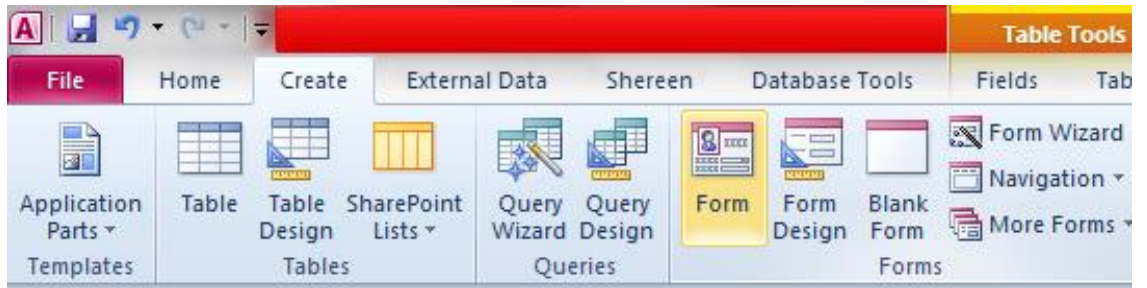 A
Table Tools
File Home Create External Data Shereen Database Tools Fields Tab
Application Parts
Table
Table Design
SharePoint Lists
Query Wizard
Query Design
Form
Form Design
Blank Form
Form Wizard
Navigation
More Forms
Templates Tables Queries Forms